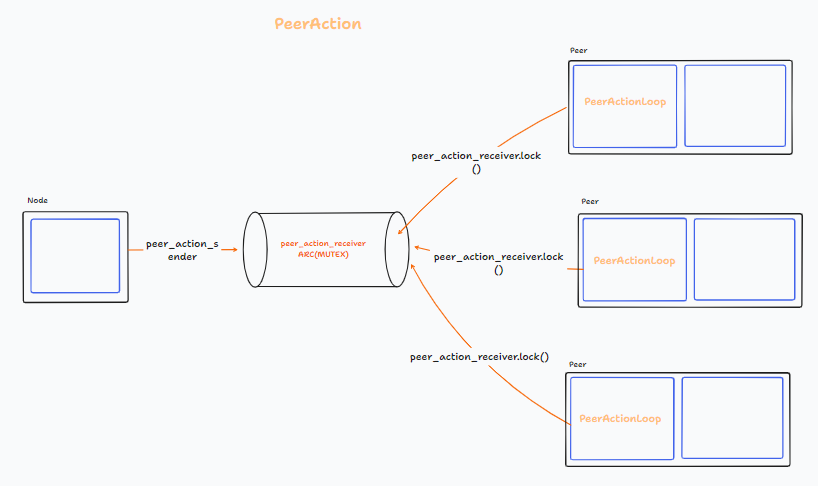 PeerAction
Peer
PeerActionLoop
peer_action_receiver.lock
()
Node
peer_action_s
ender
peer_action_receiver
ARC(MUTEX)
Peer
peer_action_receiver.lock
()
PeerActionLoop
peer_action_receiver.lock()
Peer
PeerActionLoop